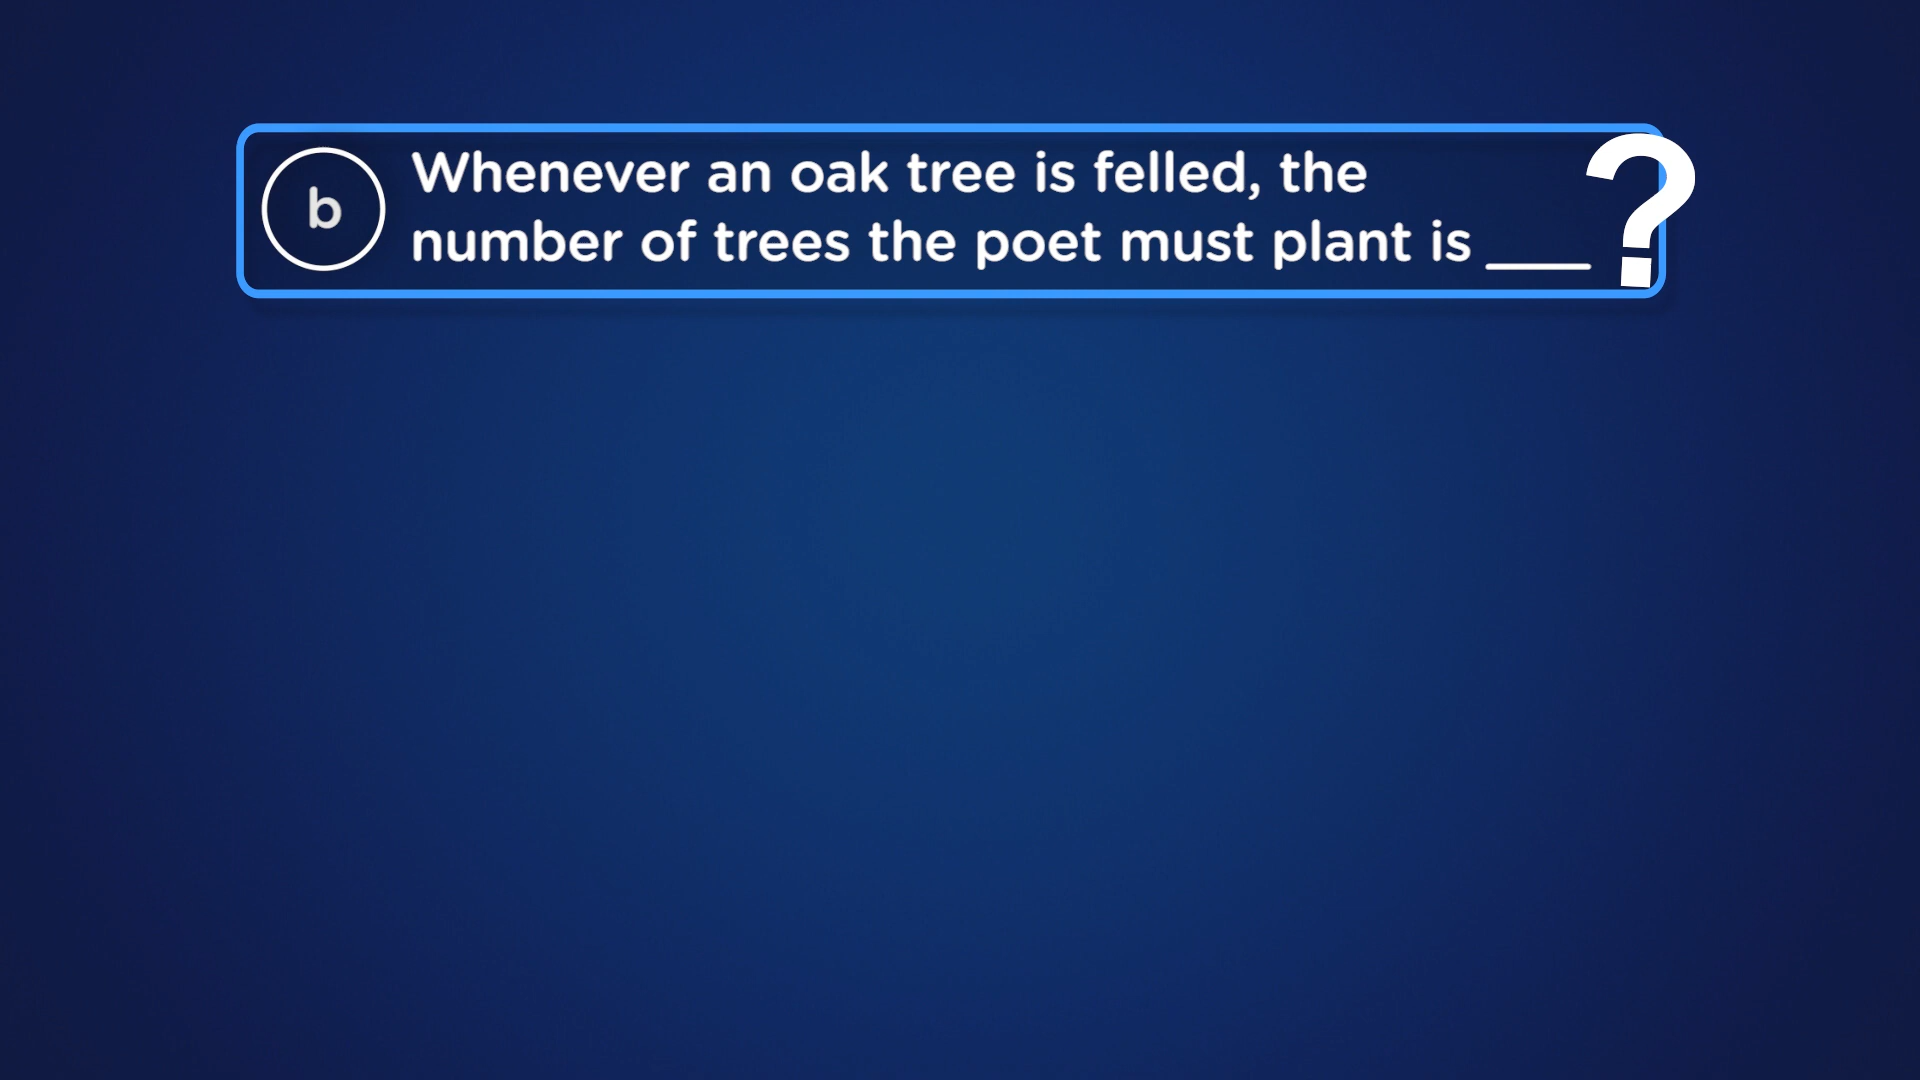 b
Whenever an oak tree is felled, the
number of trees the poet must plant is ____ ?